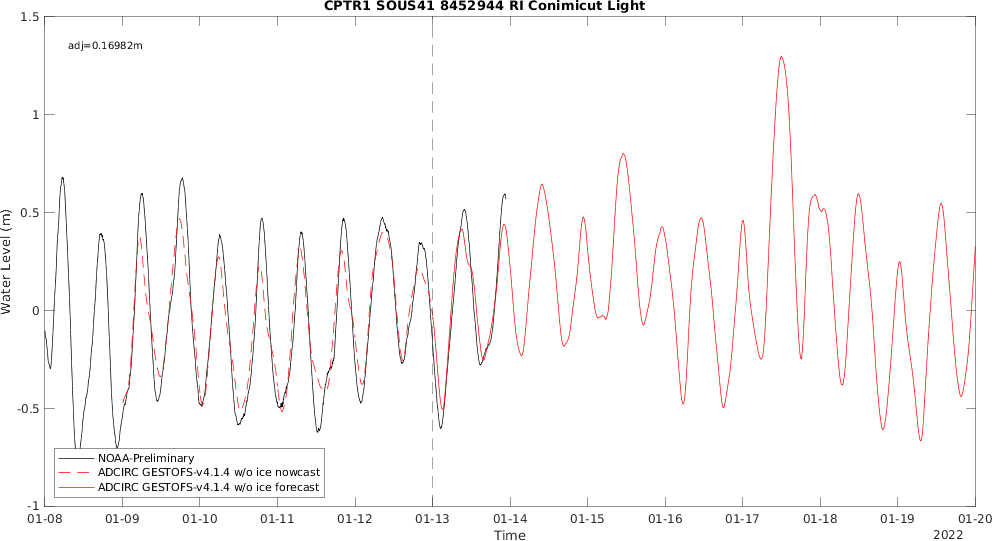 CPTR1 SOUS41 8452944 RI Conimicut Light
adj=0.16982m
Water Level (m)
1.5
1
0.5
0
-0.5
-1
NOAA-Preliminary
ADCIRC GESTOFS-v4.1.4 w/o ice nowcast
ADCIRC GESTOFS-v4.1.4 w/o ice forecast
01-08 01-09 01-10 01-11 01-12 01-13 01-14 01-15 01-16 01-17 01-18 01-19 01-20
Time
2022